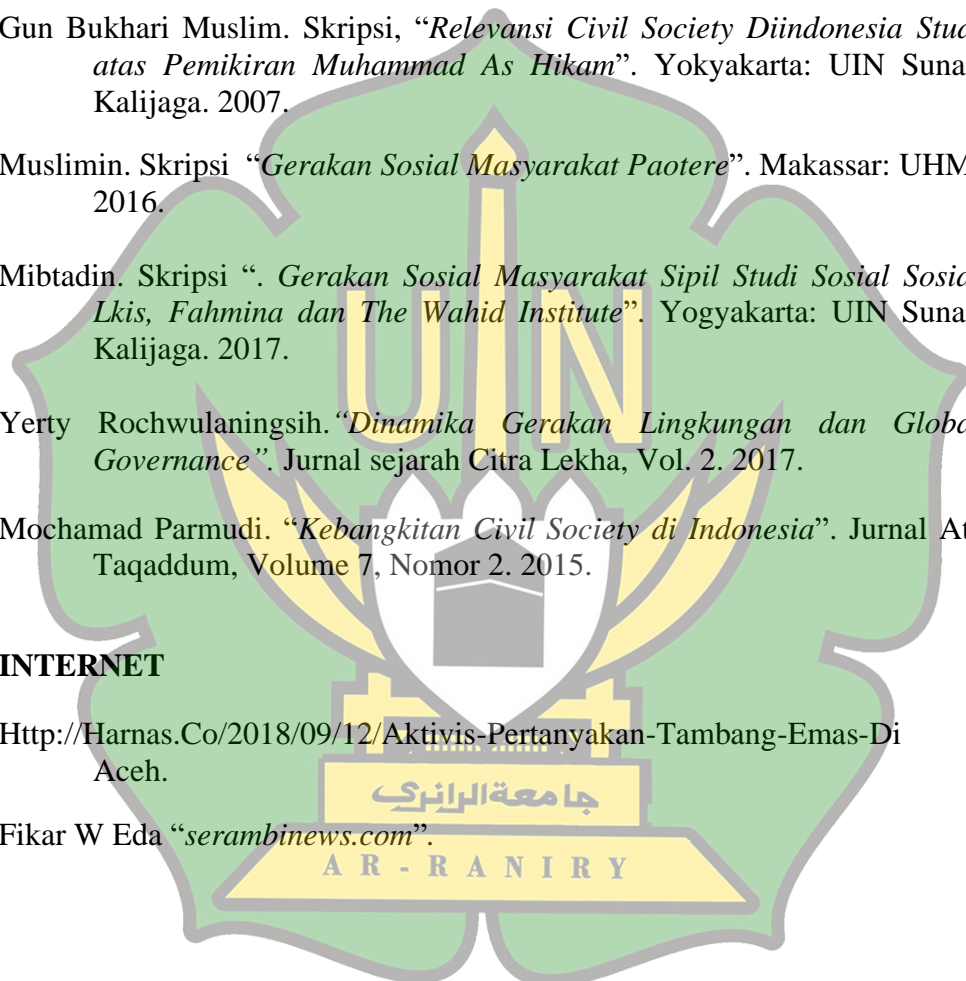 Gun Bukhari Muslim. Skripsi, “Relevansi Civil Society Diindonesia Stud
atas Pemikiran Muhammad As Hikam”. Yokyakarta: UIN Suna
Kalijaga. 2007.
Muslimin. Skripsi “Gerakan Sosial Masyarakat Paotere”. Makassar: UHM
2016.
Mibtadin. Skripsi “. Gerakan Sosial Masyarakat Sipil Studi Sosial Sosia
Lkis, Fahmina dan The Wahid Institute”. Yogyakarta: UIN Suna
Kalijaga. 2017.
Yerty Rochwulaningsih. “Dinamika Gerakan Lingkungan dan Globa
Governance”. Jurnal sejarah Citra Lekha, Vol. 2. 2017.
Mochamad Parmudi. “Kebangkitan Civil Society di Indonesia”. Jurnal At
Taqaddum, Volume 7, Nomor 2. 2015.
INTERNET
Http://Harnas.Co/2018/09/12/Aktivis-Pertanyakan-Tambang-Emas-Di
Aceh.
Fikar W Eda “serambinews.com”.
UIN
جامعةالرانري
AR-RANIRY